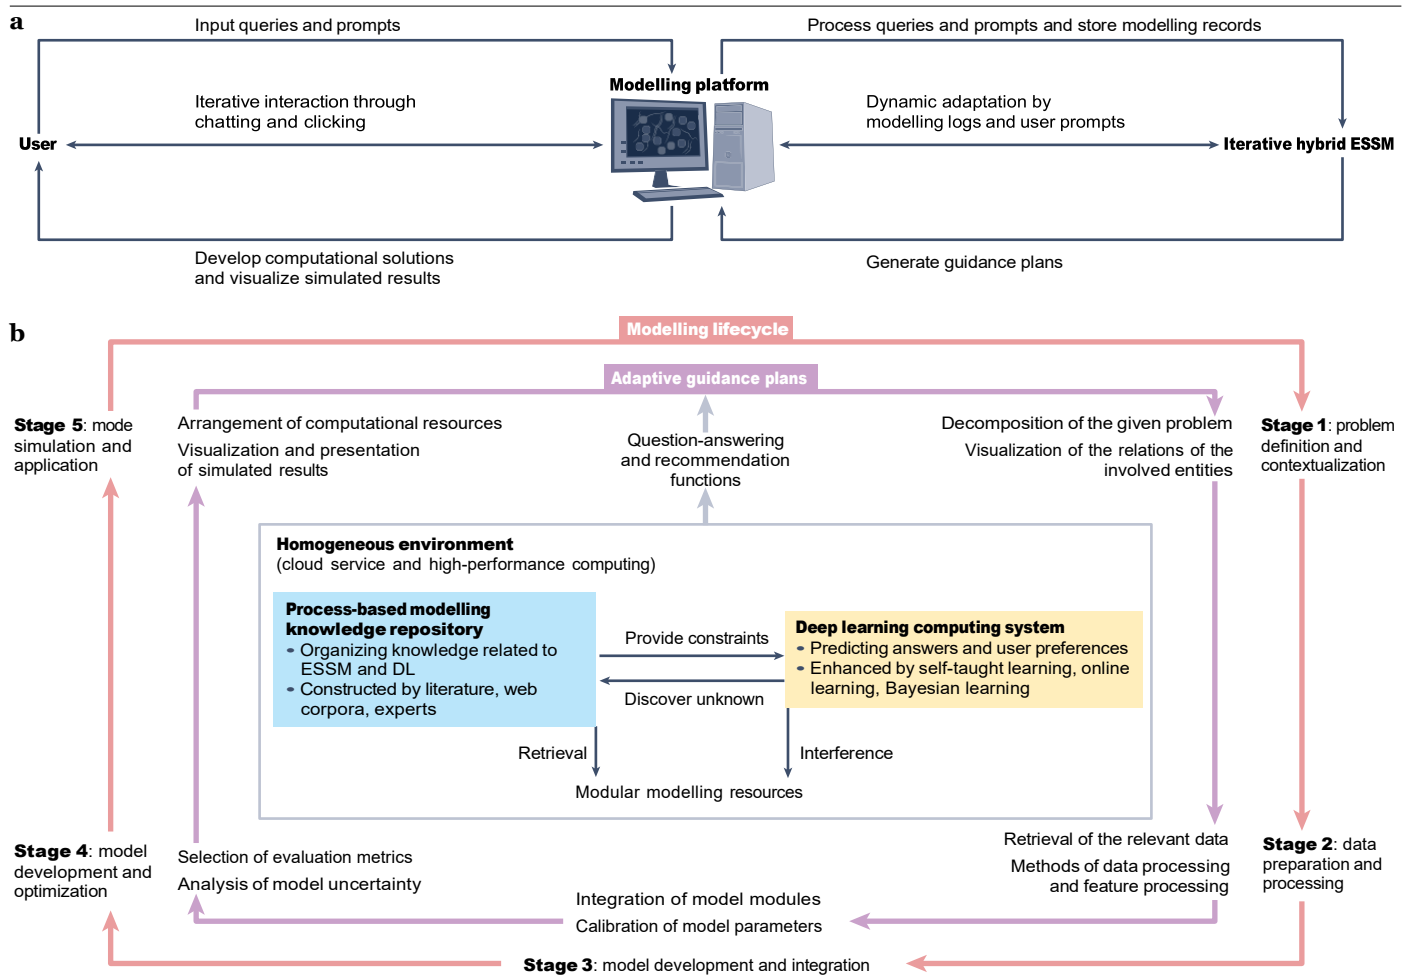 a
Input queries and prompts
Process queries and prompts and store modelling records
Modelling platform
Iterative interaction through
chatting and clicking
Dynamic adaptation by
modelling logs and user prompts
User
Iterative hybrid ESSM
Develop computational solutions
and visualize simulated results
Generate guidance plans
b
Modelling lifecycle
Adaptive guidance plans
Stage 5: mode
simulation and
application
Arrangement of computational resources
Visualization and presentation
of simulated results
Question-answering
and recommendation
functions
Decomposition of the given problem
Visualization of the relations of the
involved entities
Stage 1: problem
definition and
contextualization
Homogeneous environment
(cloud service and high-performance computing)
Process-based modelling
knowledge repository
• Organizing knowledge related to
ESSM and DL
• Constructed by literature, web
corpora, experts
Provide constraints
Discover unknown
Deep learning computing system
• Predicting answers and user preferences
• Enhanced by self-taught learning, online
learning, Bayesian learning
Retrieval
Interference
Modular modelling resources
Stage 4: model
development and
optimization
Selection of evaluation metrics
Analysis of model uncertainty
Integration of model modules
Calibration of model parameters
Retrieval of the relevant data
Methods of data processing
and feature processing
Stage 2: data
preparation and
processing
Stage 3: model development and integration